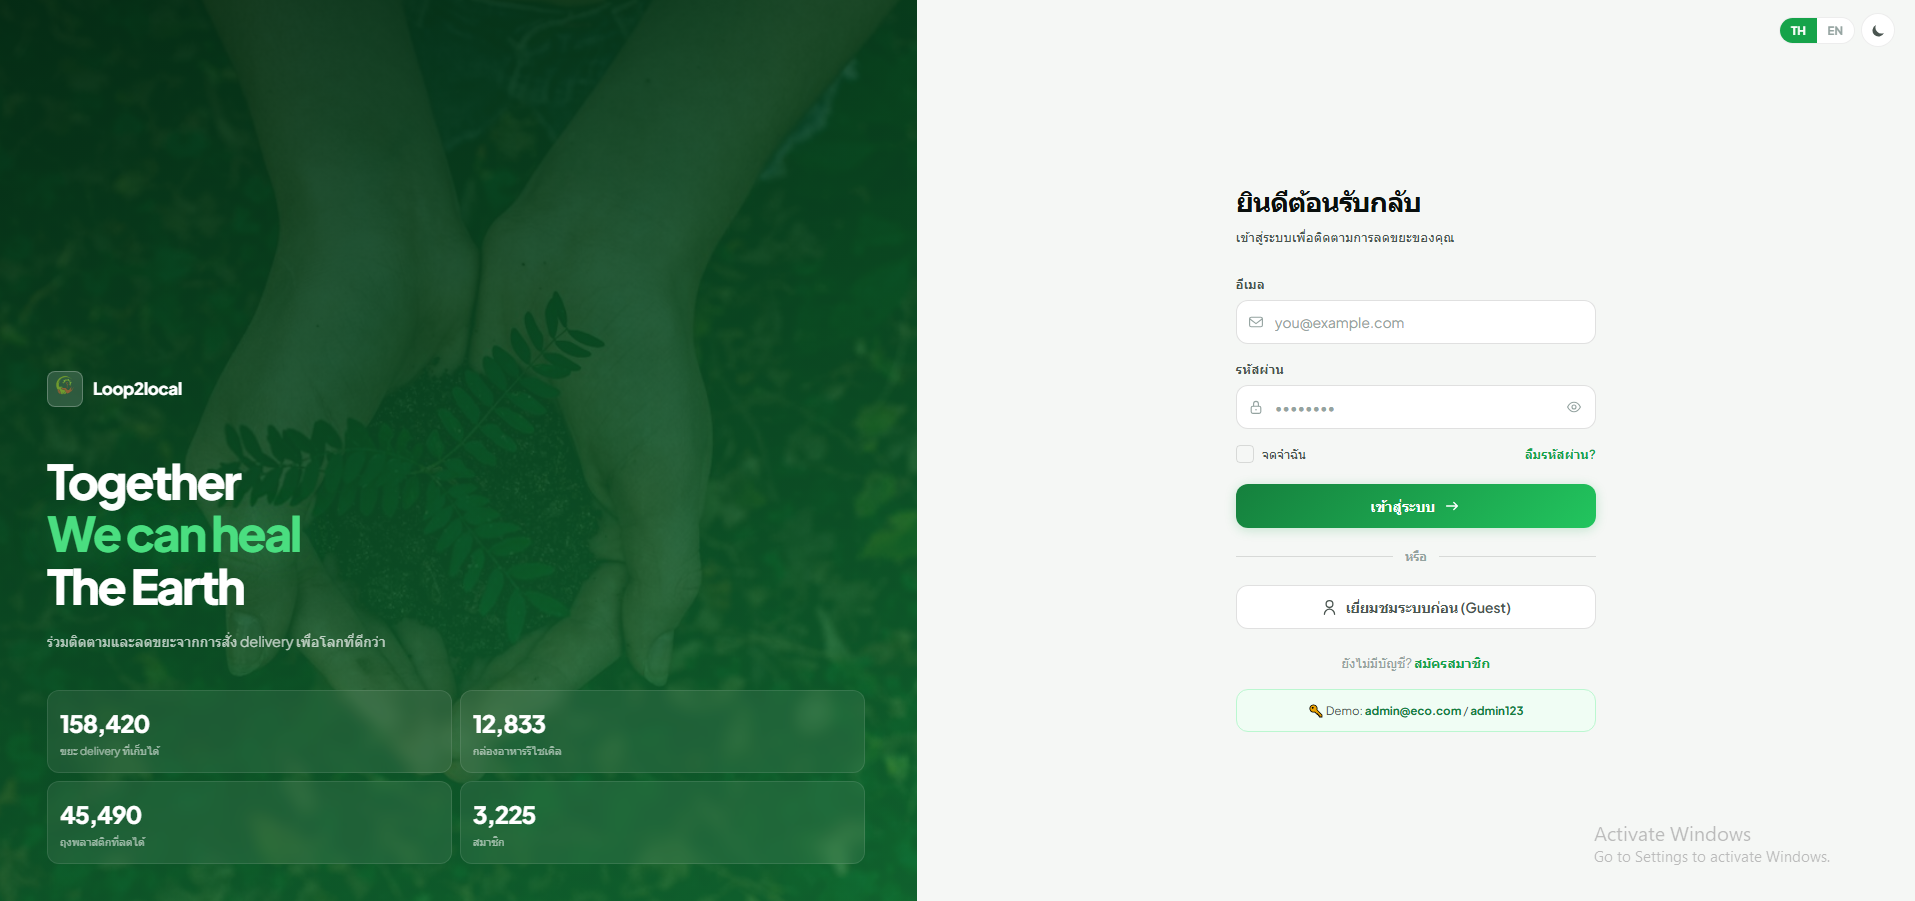 Loop2local
Together
We can heal
The Earth
ร่วมติดตามและลดขยะจากการสั่ง delivery เพื่อโลกที่ดีกว่า
158,420
ขยะ delivery ที่เก็บได้
12,833
กล่องอาหารรีไซเคิล
45,490
ถุงพลาสติกที่ลดได้
3,225
สมาชิก
TH
EN
ยินดีต้อนรับกลับ
เข้าสู่ระบบเพื่อติดตามการลดขยะของคุณ
อีเมล
you@example.com
รหัสผ่าน
••••••••
จดจำฉัน
ลืมรหัสผ่าน?
เข้าสู่ระบบ →
หรือ
เยี่ยมชมระบบก่อน (Guest)
ยังไม่มีบัญชี? สมัครสมาชิก
🔑 Demo: admin@eco.com / admin123
Activate Windows
Go to Settings to activate Windows.